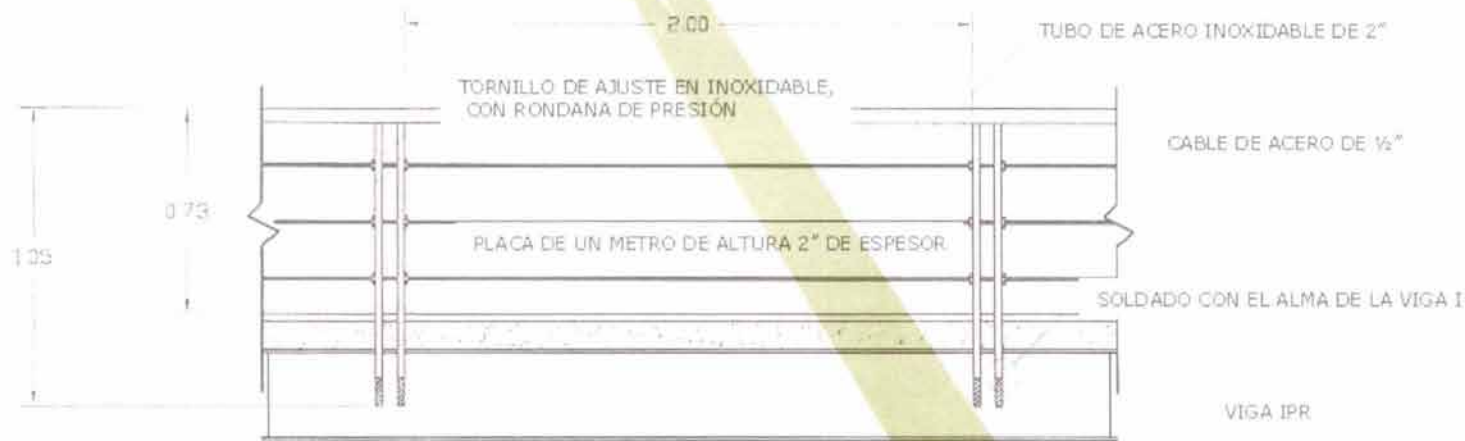 2.00
TUBO DE ACERO INOXIDABLE DE 2"
TORNILLO DE AJUSTE EN INOXIDABLE,
CON RONDANA DE PRESIÓN
CABLE DE ACERO DE ½"
0.73
PLACA DE UN METRO DE ALTURA 2" DE ESPESOR
1.05
SOLDADO CON EL ALMA DE LA VIGA I
VIGA IPR